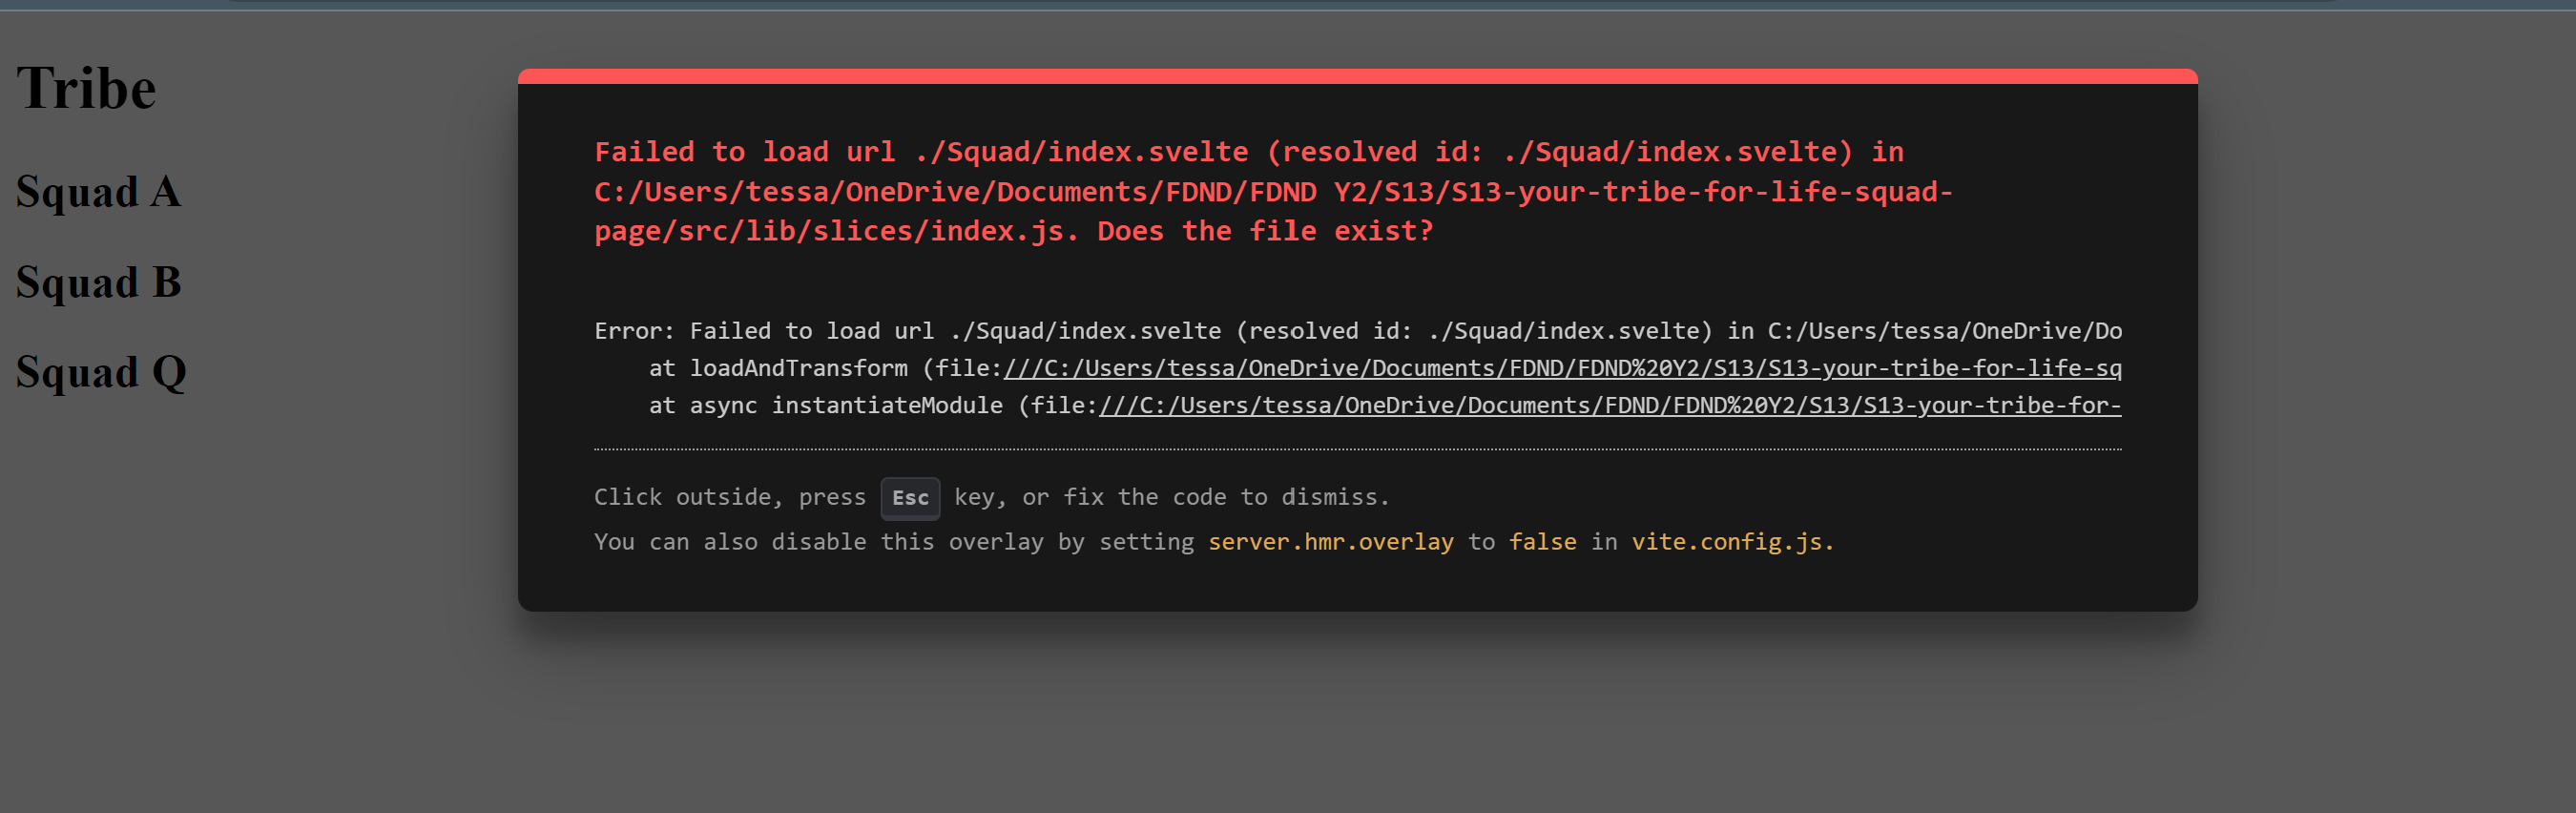 Tribe
Squad A
Squad B
Squad Q
Failed to load url ./Squad/index.svelte (resolved id: ./Squad/index.svelte) in
C:/Users/tessa/OneDrive/Documents/FDND/FDND Y2/S13/S13-your-tribe-for-life-squad-
page/src/lib/slices/index.js. Does the file exist?
Error: Failed to load url ./Squad/index.svelte (resolved id: ./Squad/index.svelte) in C:/Users/tessa/OneDrive/Do
at loadAndTransform (file:///C:/Users/tessa/OneDrive/Documents/FDND/FDND%20Y2/S13/S13-your-tribe-for-life-sq
at async instantiateModule (file:///C:/Users/tessa/OneDrive/Documents/FDND/FDND%20Y2/S13/S13-your-tribe-for-
Click outside, press Esc key, or fix the code to dismiss.
You can also disable this overlay by setting server.hmr.overlay to false in vite.config.js.